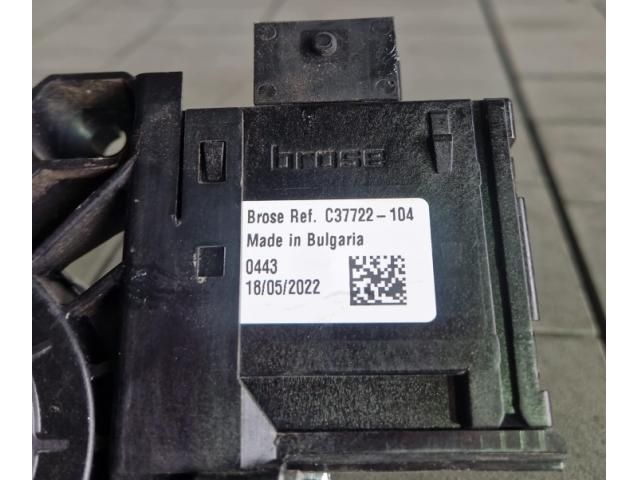 brose
Brose Ref. C37722-104
Made in Bulgaria
0443
18/05/2022